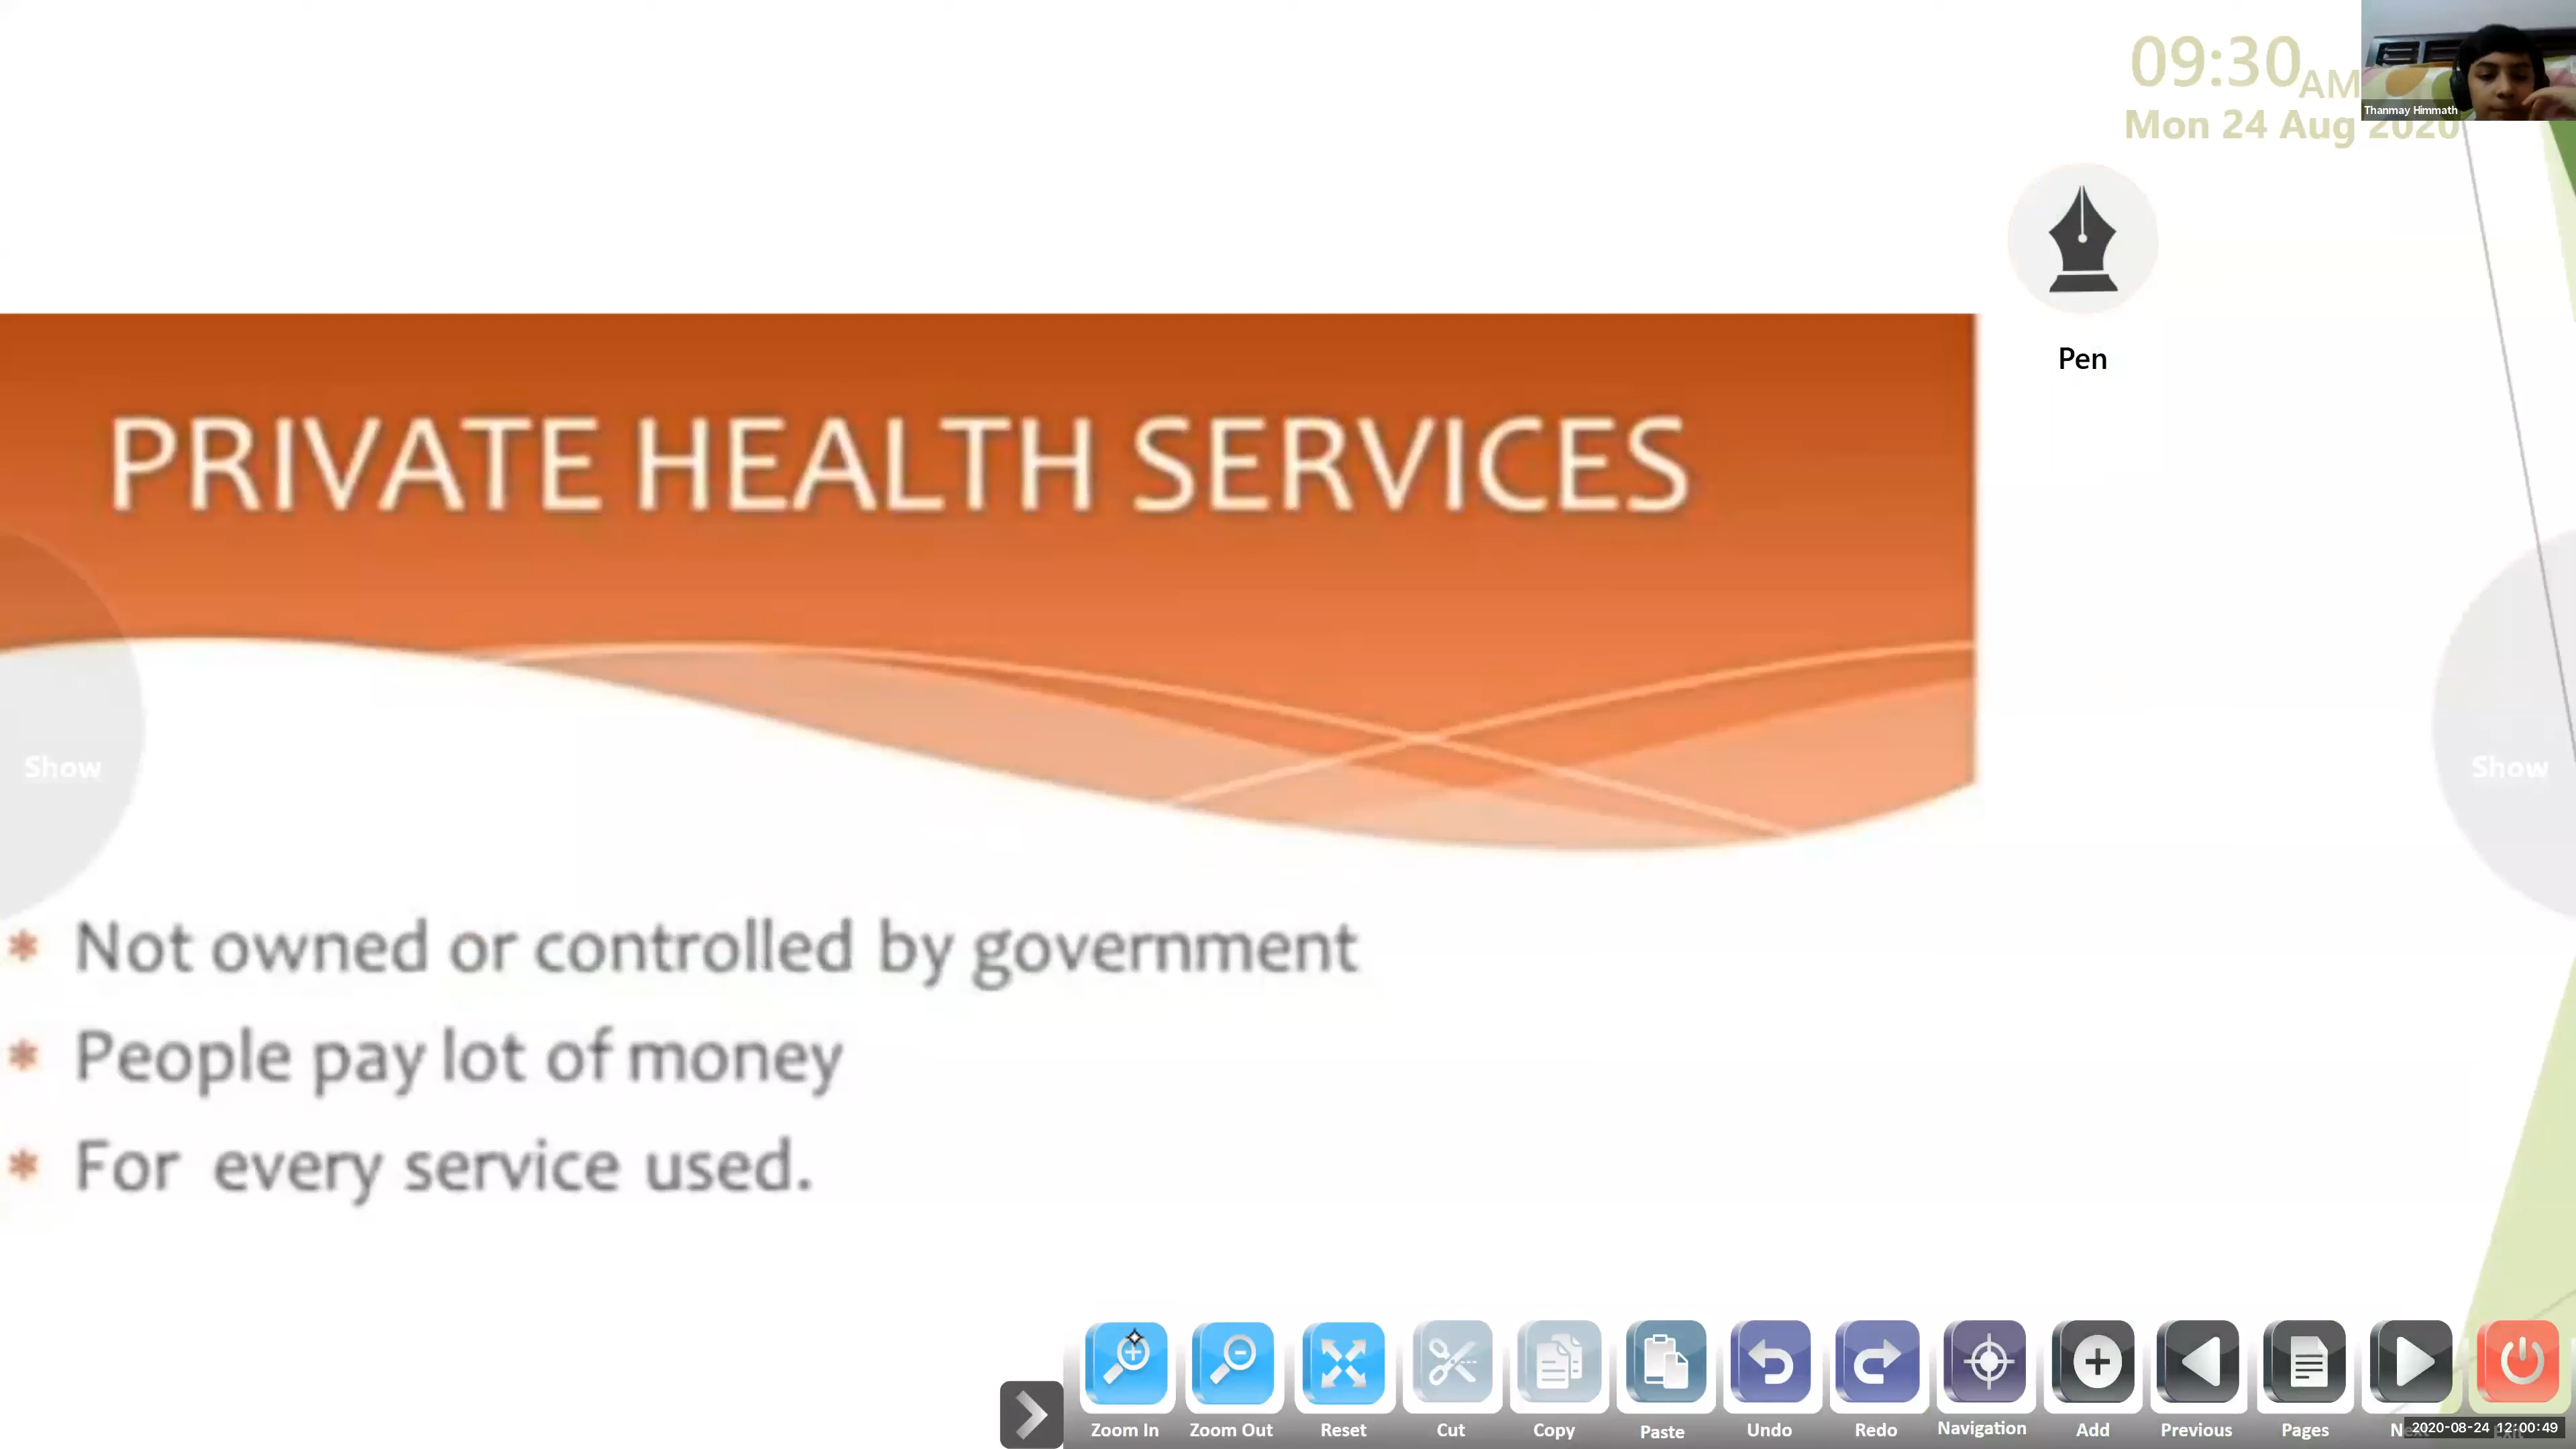 09:30 AM
Mon 24 Aug 2020
Thanmay Himmath
Pen
PRIVATE HEALTH SERVICES
Show
Show
* Not owned or controlled by government
* People pay lot of money
* For every service used.
Zoom In
Zoom Out
Reset
Cut
Copy
Paste
Undo
Redo
Navigation
Add
Previous
Pages
2020-08-24 12:00:49